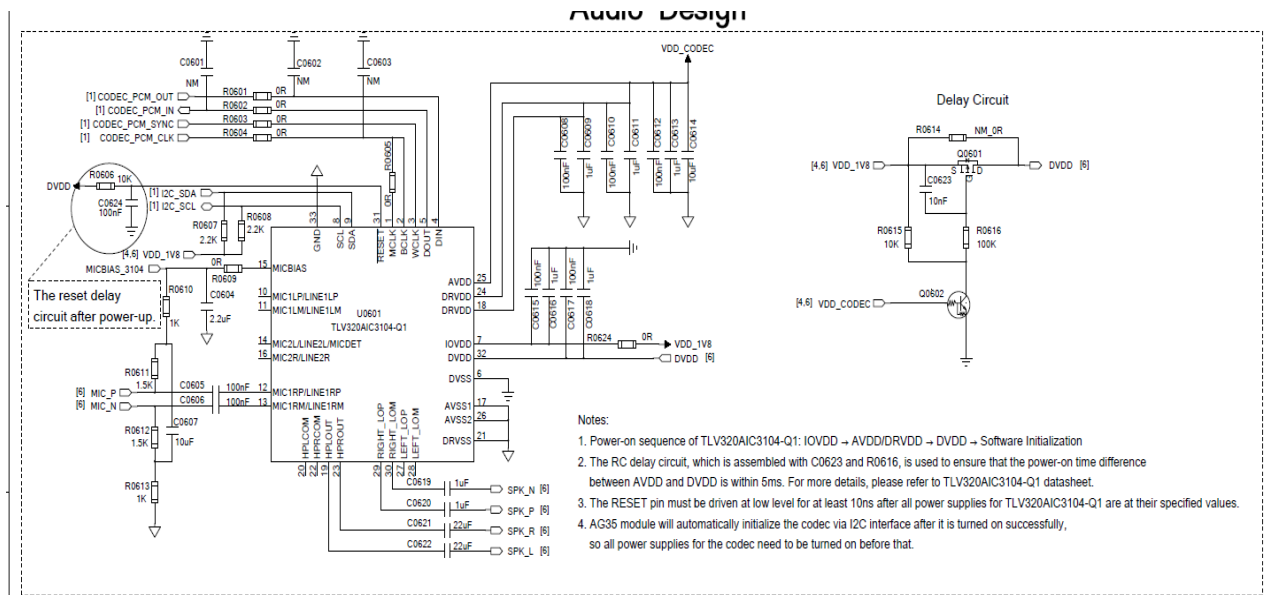 Audio Design
VDD_CODEC
C0601
NM
C0602
NM
C0603
NM
[1] CODEC_PCM_OUT
R0601
0R
[1] CODEC_PCM_IN
R0602
0R
[1] CODEC_PCM_SYNC
R0603
0R
[1] CODEC_PCM_CLK
R0604
0R
R0605
0R
DVDD
R0606
10K
C0624
100nF
[1] I2C_SDA
[1] I2C_SCL
R0607
2.2K
R0608
2.2K
[4,6] VDD_1V8
MICBIAS_3104
0R
R0609
The reset delay
circuit after power-up.
R0610
1K
C0604
2.2uF
R0611
1.5K
[6] MIC_P
[6] MIC_N
C0605
100nF
C0606
100nF
C0607
10uF
R0612
1.5K
R0613
1K
33
8
9
31
1
2
3
5
4
GND
SCL
SDA
RESET
MCLK
BCLK
WCLK
DOUT
DIN
15 MICBIAS
10 MIC1LP/LINE1LP
11 MIC1LM/LINE1LM
14 MIC2L/LINE2L/MICDET
16 MIC2R/LINE2R
12 MIC1RP/LINE1RP
13 MIC1RM/LINE1RM
U0601
TLV320AIC3104-Q1
AVDD 25
DRVDD 24
DRVDD 18
IOVDD 7
DVDD 32
DVSS 6
AVSS1 17
AVSS2 26
DRVSS 21
HPLCOM
HPRCOM
HPLOUT
HPROUT
RIGHT_LOP
RIGHT_LOM
LEFT_LOP
LEFT_LOM
20
22
19
23
29
30
27
28
C0608
100nF
C0609
1uF
C0610
100nF
C0611
1uF
C0612
100nF
C0613
1uF
C0614
10uF
C0615
100nF
C0616
1uF
C0617
100nF
C0618
1uF
R0624
0R
VDD_1V8
DVDD [6]
C0619
1uF
SPK_N [6]
C0620
1uF
SPK_P [6]
C0621
22uF
SPK_R [6]
C0622
22uF
SPK_L [6]
Delay Circuit
R0614
NM_0R
[4,6] VDD_1V8
Q0601
S
G
D
DVDD [6]
C0623
10nF
R0615
10K
R0616
100K
[4,6] VDD_CODEC
Q0602
Notes:
1. Power-on sequence of TLV320AIC3104-Q1: IOVDD → AVDD/DRVDD → DVDD → Software Initialization
2. The RC delay circuit, which is assembled with C0623 and R0616, is used to ensure that the power-on time difference
between AVDD and DVDD is within 5ms. For more details, please refer to TLV320AIC3104-Q1 datasheet.
3. The RESET pin must be driven at low level for at least 10ns after all power supplies for TLV320AIC3104-Q1 are at their specified values.
4. AG35 module will automatically initialize the codec via I2C interface after it is turned on successfully,
so all power supplies for the codec need to be turned on before that.